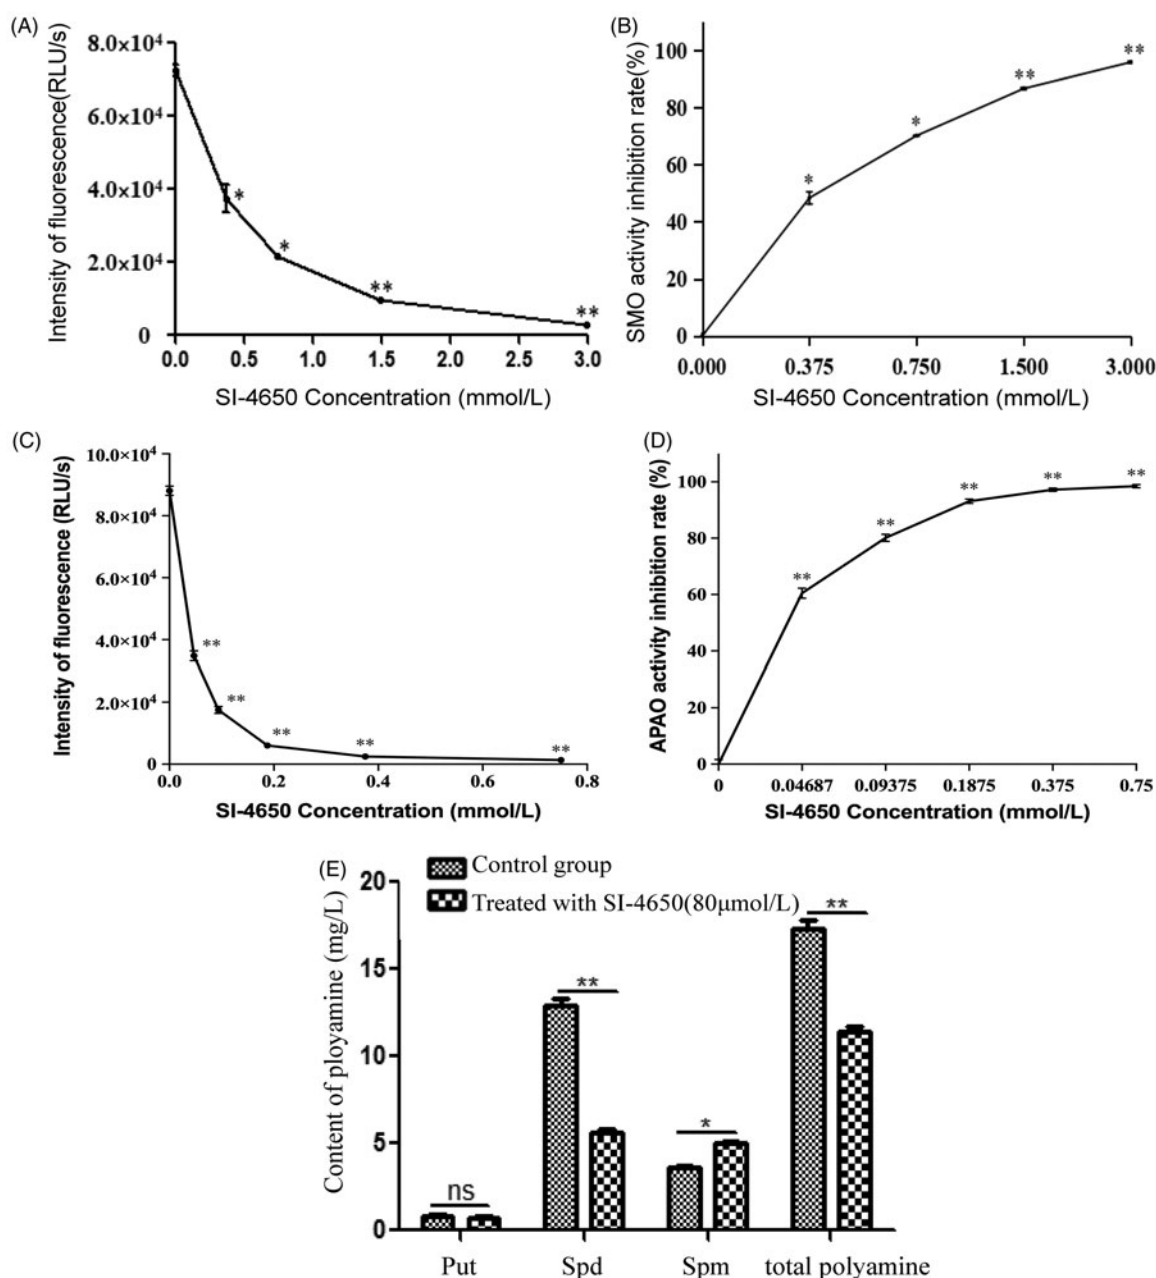 (A)
Intensity of fluorescence(RLU/s)
8.0×10⁴
6.0×10⁴
4.0×10⁴
2.0×10⁴
0
*
*
**
**
0.0 0.5 1.0 1.5 2.0 2.5 3.0
SI-4650 Concentration (mmol/L)
(B)
SMO activity inhibition rate(%)
100
80
60
40
20
0
*
*
**
**
0.000 0.375 0.750 1.500 3.000
SI-4650 Concentration (mmol/L)
(C)
Intensity of fluorescence (RLU/s)
10.0×10⁴
8.0×10⁴
6.0×10⁴
4.0×10⁴
2.0×10⁴
0
**
**
**
**
**
0.0 0.2 0.4 0.6 0.8
SI-4650 Concentration (mmol/L)
(D)
APAO activity inhibition rate (%)
100
80
60
40
20
0
**
**
**
**
**
0 0.04687 0.09375 0.1875 0.375 0.75
SI-4650 Concentration (mmol/L)
(E)
Content of ployamine (mg/L)
Control group
Treated with SI-4650(80μmol/L)
20
15
10
5
0
ns
**
*
**
Put Spd Spm total polyamine